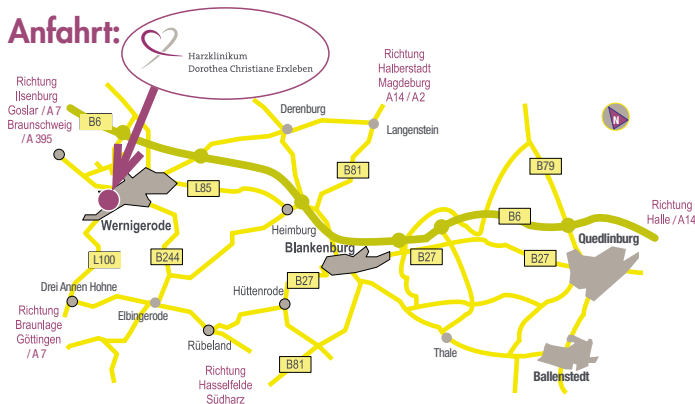 Anfahrt:
Harzklinikum
Dorothea Christiane Erxleben
Richtung
Halberstadt
Magdeburg
A14 / A2
Richtung
Ilsenburg
Goslar / A 7
Braunschweig
/ A 395
B6
Derenburg
Langenstein
N
B79
B81
L85
Wernigerode
Heimburg
B6
Richtung
Halle / A14
Blankenburg
Quedlinburg
L100
B244
B27
B27
B27
Drei Annen Hohne
Hüttenrode
Elbingerode
Richtung
Braunlage
Göttingen
/ A 7
Rübeland
Thale
B81
Richtung
Hasselfelde
Südharz
Ballenstedt